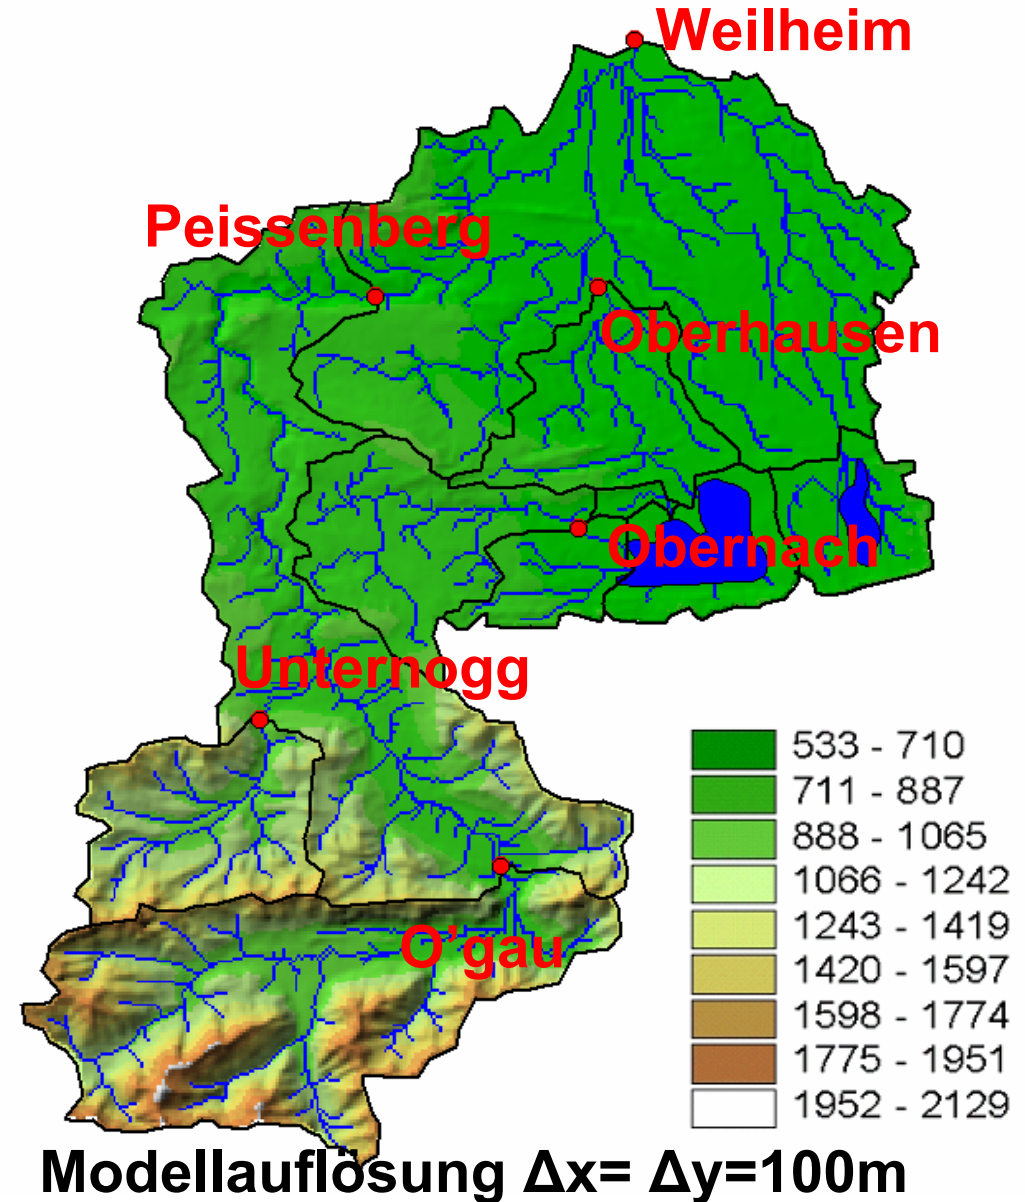 Weilheim
Peissenberg
Oberhausen
Obernach
Unternogg
O'gau
533 - 710
711 - 887
888 - 1065
1066 - 1242
1243 - 1419
1420 - 1597
1598 - 1774
1775 - 1951
1952 - 2129
Modellauflösung Δx= Δy=100m